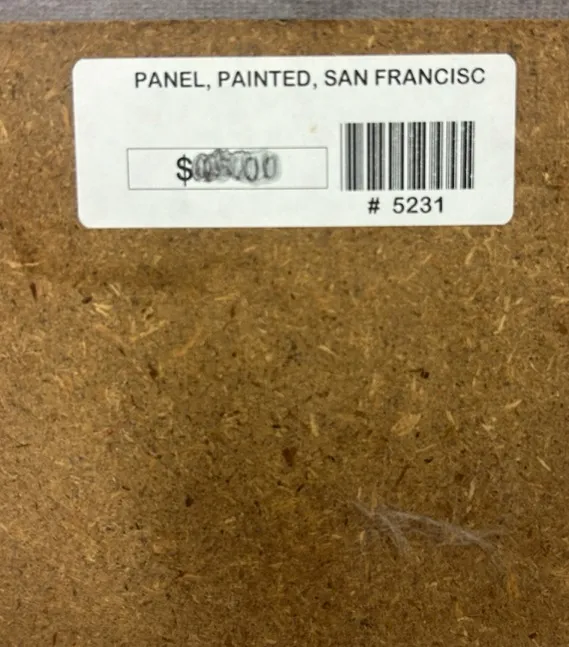 PANEL, PAINTED, SAN FRANCISC
$
# 5231